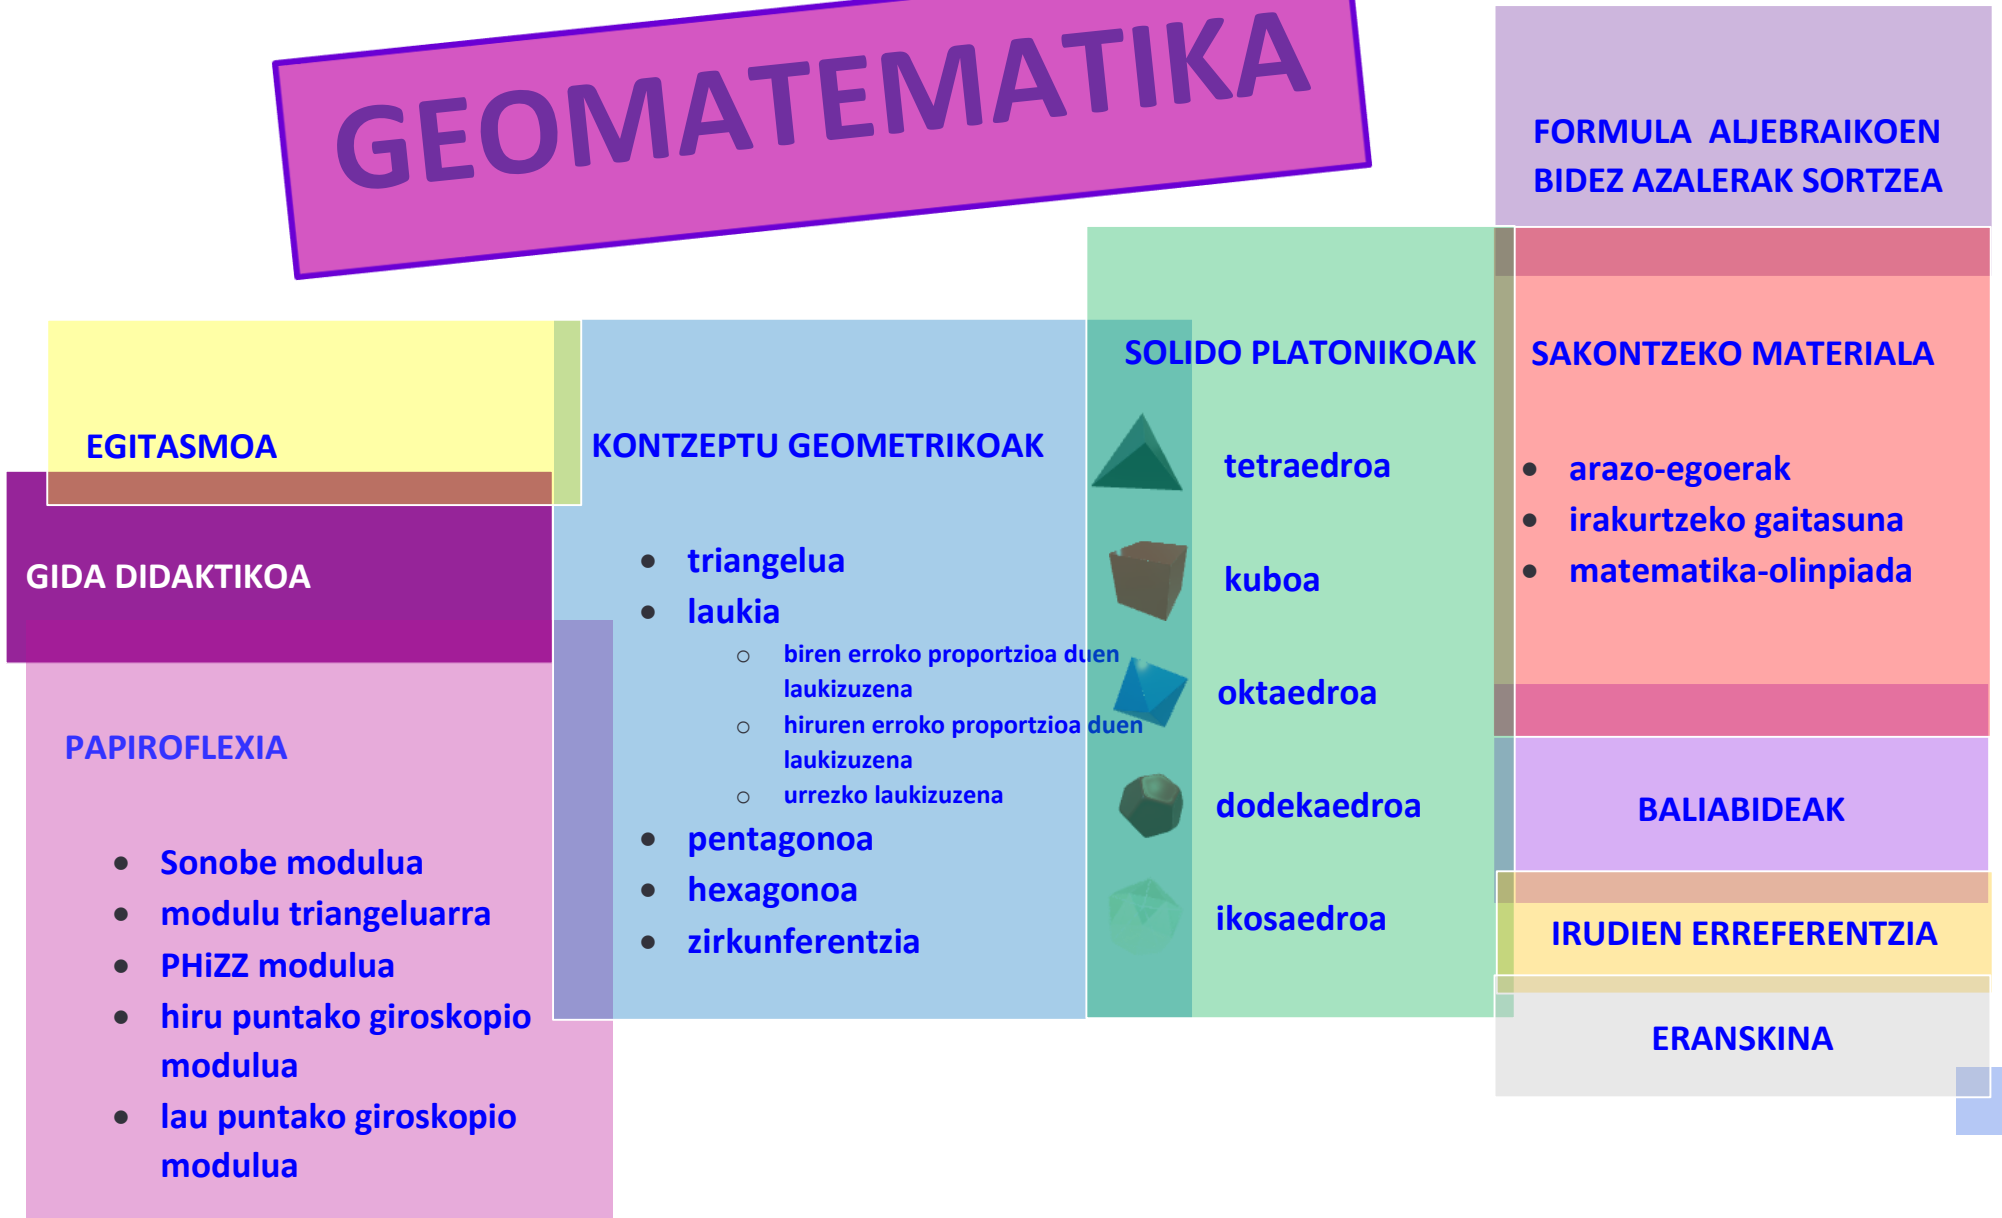 GEOMATEMATIKA
EGITASMOA
GIDA DIDAKTIKOA
PAPIROFLEXIA
Sonobe modulua
modulu triangeluarra
PHiZZ modulua
hiru puntako giroskopio
modulua
lau puntako giroskopio
modulua
KONTZEPTU GEOMETRIKOAK
triangelua
laukia
biren erroko proportzioa duen
laukizuzena
hiruren erroko proportzioa duen
laukizuzena
urrezko laukizuzena
pentagonoa
hexagonoa
zirkunferentzia
SOLIDO PLATONIKOAK
tetraedroa
kuboa
oktaedroa
dodekaedroa
ikosaedroa
FORMULA ALJEBRAIKOEN
BIDEZ AZALERAK SORTZEA
SAKONTZEKO MATERIALA
arazo-egoerak
irakurtzeko gaitasuna
matematika-olinpiada
BALIABIDEAK
IRUDIEN ERREFERENTZIA
ERANSKINA